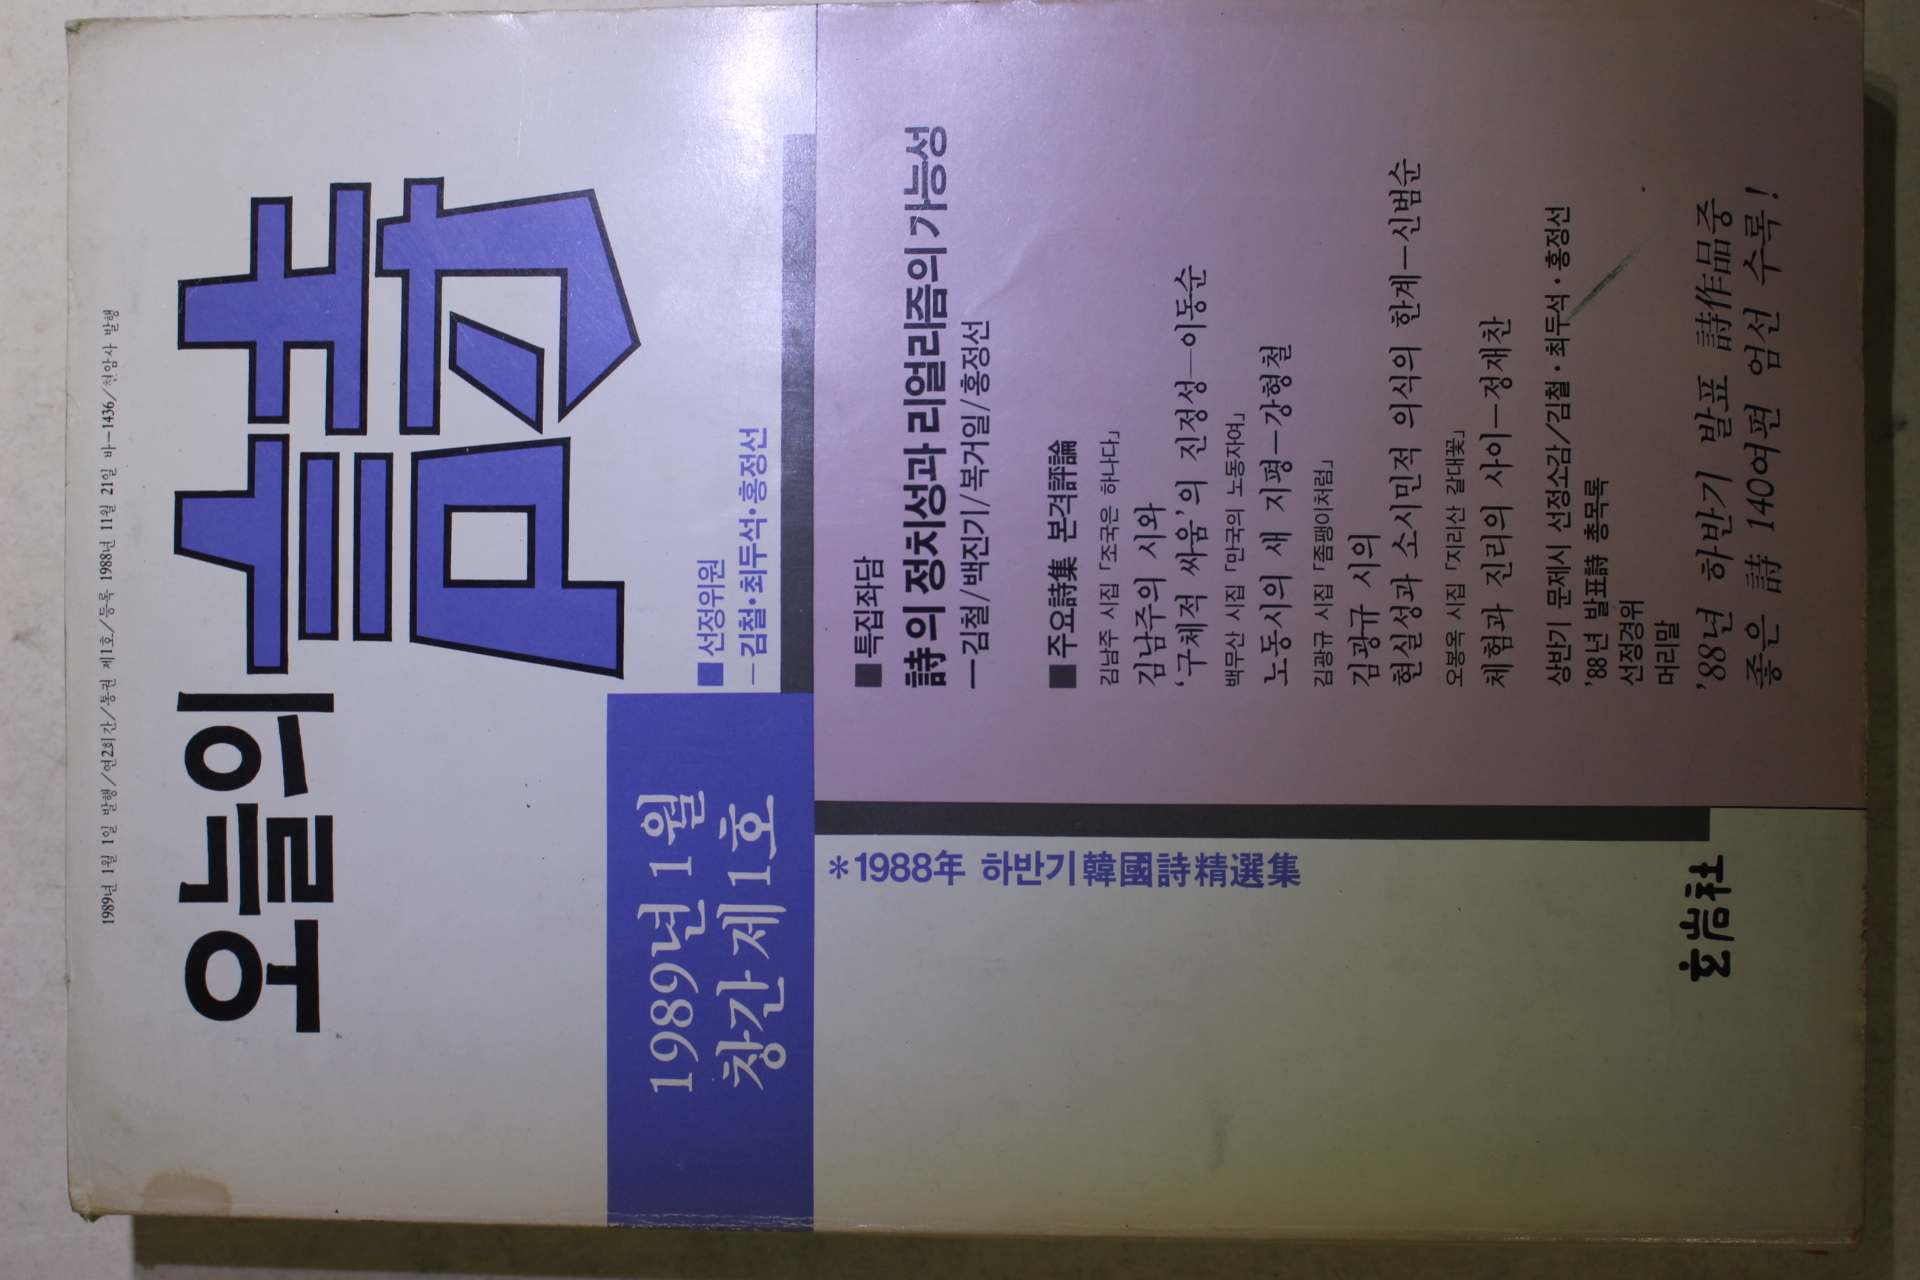 1989년 1월 1일 발행/연2회간/통권 제1호/등록 1988년 11월 21일 바-1436/현암사 발행
오늘의
詩
1989년 1월
창간 제1호
■ 선정위원
─김철·최두석·홍정선
■ 특집좌담
詩의 정치성과 리얼리즘의 가능성
─김철/백진기/복거일/홍정선
■ 주요詩集 본격評論
김남주 시집 「조국은 하나다」
김남주의 시와
‘구체적 싸움’의 진정성─이동순
백무산 시집 「만국의 노동자여」
노동시의 새 지평─강형철
김광규 시집 「좀팽이처럼」
김광규 시의
현실성과 소시민적 의식의 한계─신범순
오봉옥 시집 「지리산 갈대꽃」
체험과 진리의 사이─정재찬
상반기 문제시 선정소감/김철·최두석·홍정선
’88년 발표詩 총목록
선정경위
머리말
’88년 하반기 발표 詩作品중
좋은 詩 140여편 엄선 수록!
*1988年 하반기韓國詩精選集
玄岩社